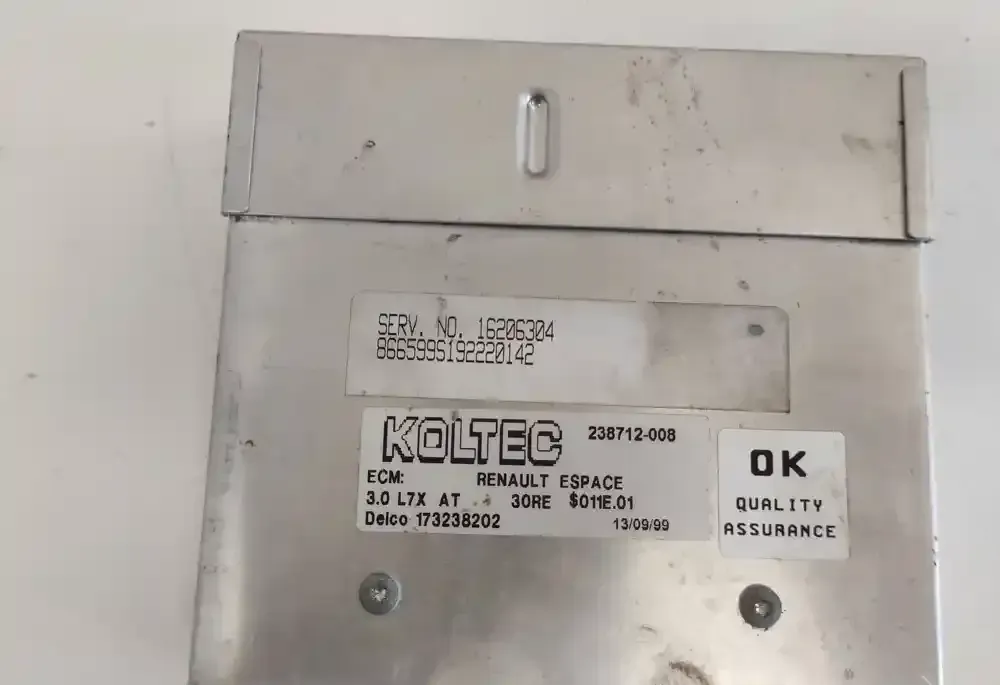 SERV. NO. 16206304
866599S192220142
KOLTEC 238712-008
ECM: RENAULT ESPACE
3.0 L7X AT 30RE $011E.01
Delco 173238202 13/09/99
OK
QUALITY
ASSURANCE